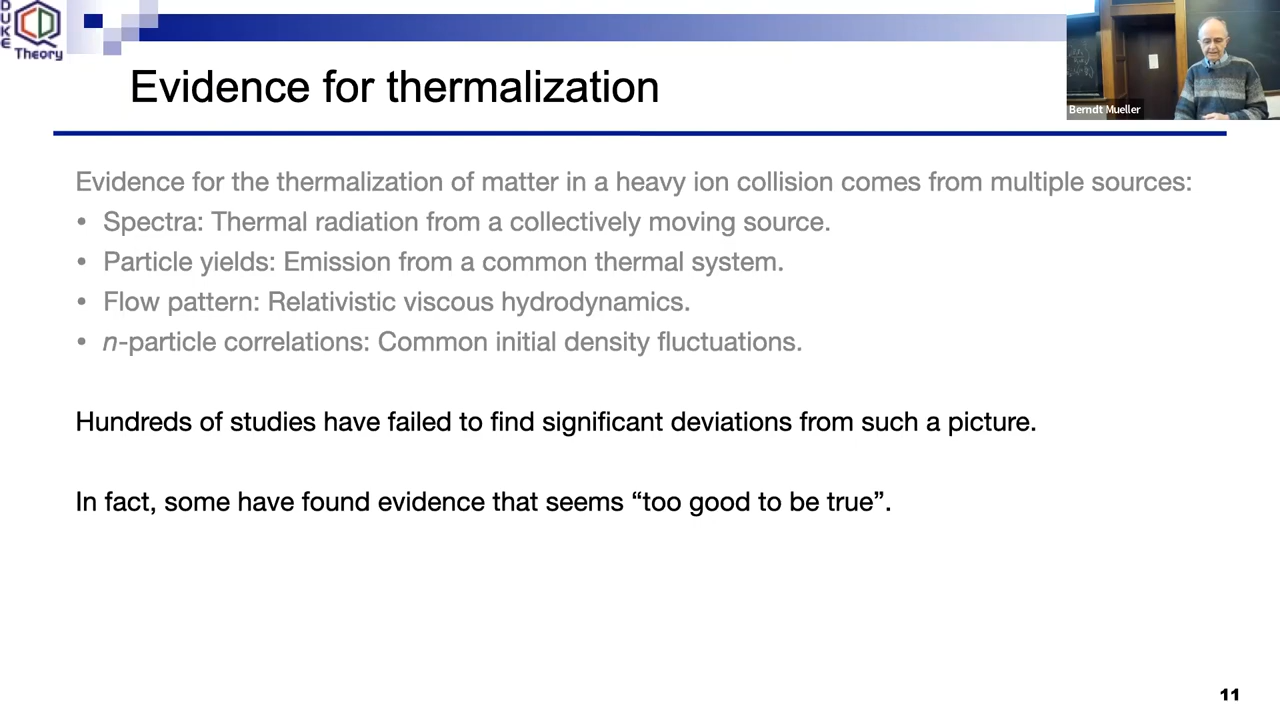 DUKE
QCD
Theory
Evidence for thermalization
Berndt Mueller
Evidence for the thermalization of matter in a heavy ion collision comes from multiple sources:
• Spectra: Thermal radiation from a collectively moving source.
• Particle yields: Emission from a common thermal system.
• Flow pattern: Relativistic viscous hydrodynamics.
• n-particle correlations: Common initial density fluctuations.
Hundreds of studies have failed to find significant deviations from such a picture.
In fact, some have found evidence that seems “too good to be true”.
11